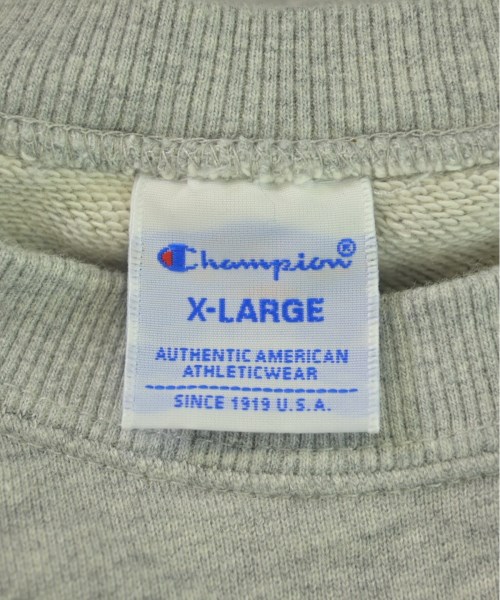 Champion®
X-LARGE
AUTHENTIC AMERICAN
ATHLETICWEAR
SINCE 1919 U.S.A.